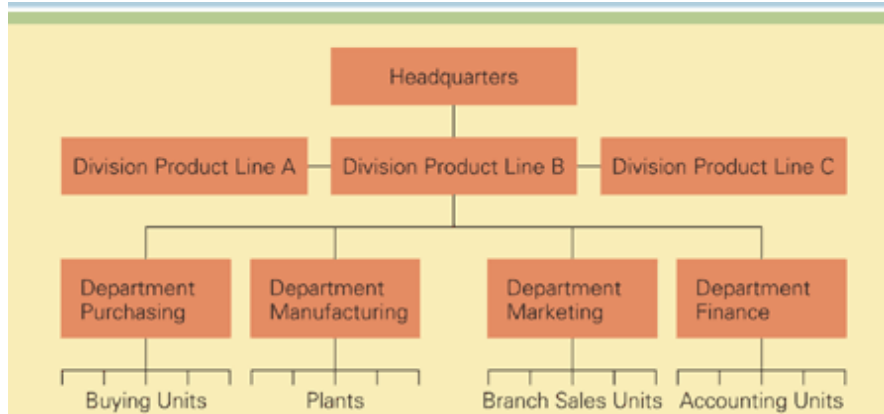 Headquarters
Division Product Line A
Division Product Line B
Division Product Line C
Department
Purchasing
Department
Manufacturing
Department
Marketing
Department
Finance
Buying Units
Plants
Branch Sales Units
Accounting Units